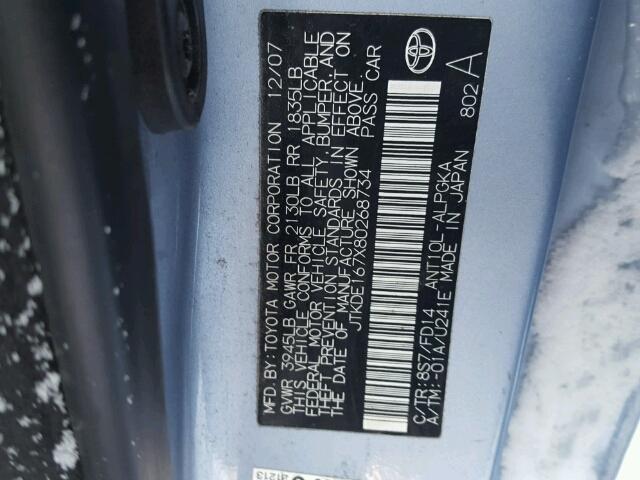 MFD.BY:TOYOTA MOTOR CORPORATION 12/07
GVWR 3945LB GAWR FR 2130LB RR 1835LB
THIS VEHICLE CONFORMS TO ALL APPLICABLE
FEDERAL MOTOR VEHICLE SAFETY, BUMPER, AND
THEFT PREVENTION STANDARDS IN EFFECT ON
THE DATE OF MANUFACTURE SHOWN ABOVE.
JTKDE167X80268734 PASS CAR
C/TR:8S7/FD14 ANT10L-ALPGKA
A/TM:-01A/U241E MADE IN JAPAN
802 A
21213